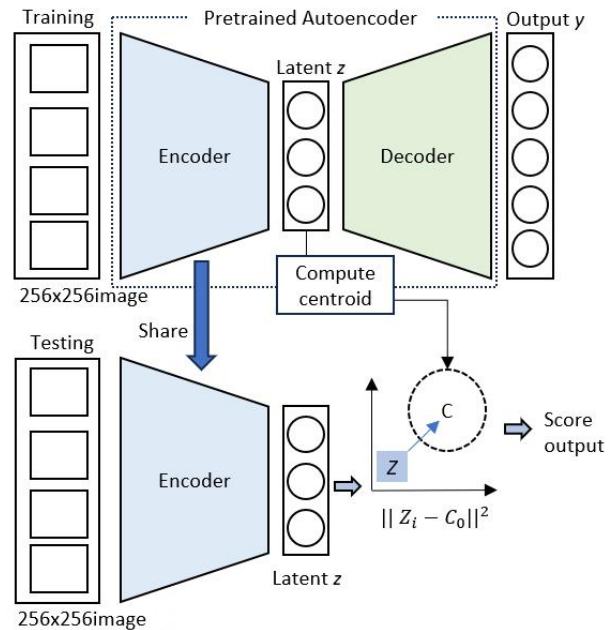 Training
Pretrained Autoencoder
Output y
Latent z
Encoder
Decoder
256x256image
Compute
centroid
Share
Testing
Encoder
Latent z
256x256image
C
Z
|| Z_i − C_0||^2
Score
output